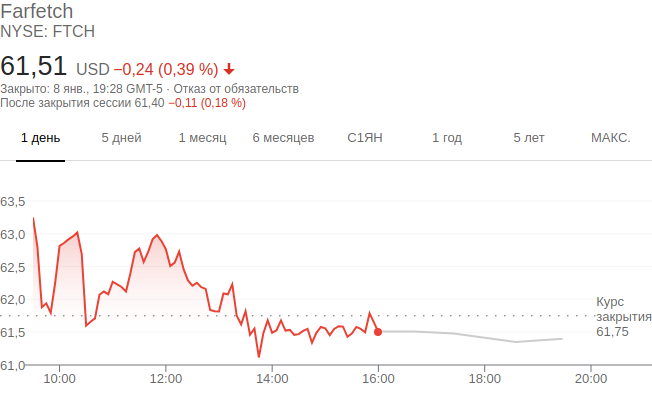 Farfetch
NYSE: FTCH
61,51 USD −0,24 (0,39 %)
Закрыто: 8 янв., 19:28 GMT-5 · Отказ от обязательств
После закрытия сессии 61,40 −0,11 (0,18 %)
1 день 5 дней 1 месяц 6 месяцев С1ЯН 1 год 5 лет МАКС.
63,5
63,0
62,5
62,0
Курс
закрытия
61,75
61,5
61,0
10:00 12:00 14:00 16:00 18:00 20:00